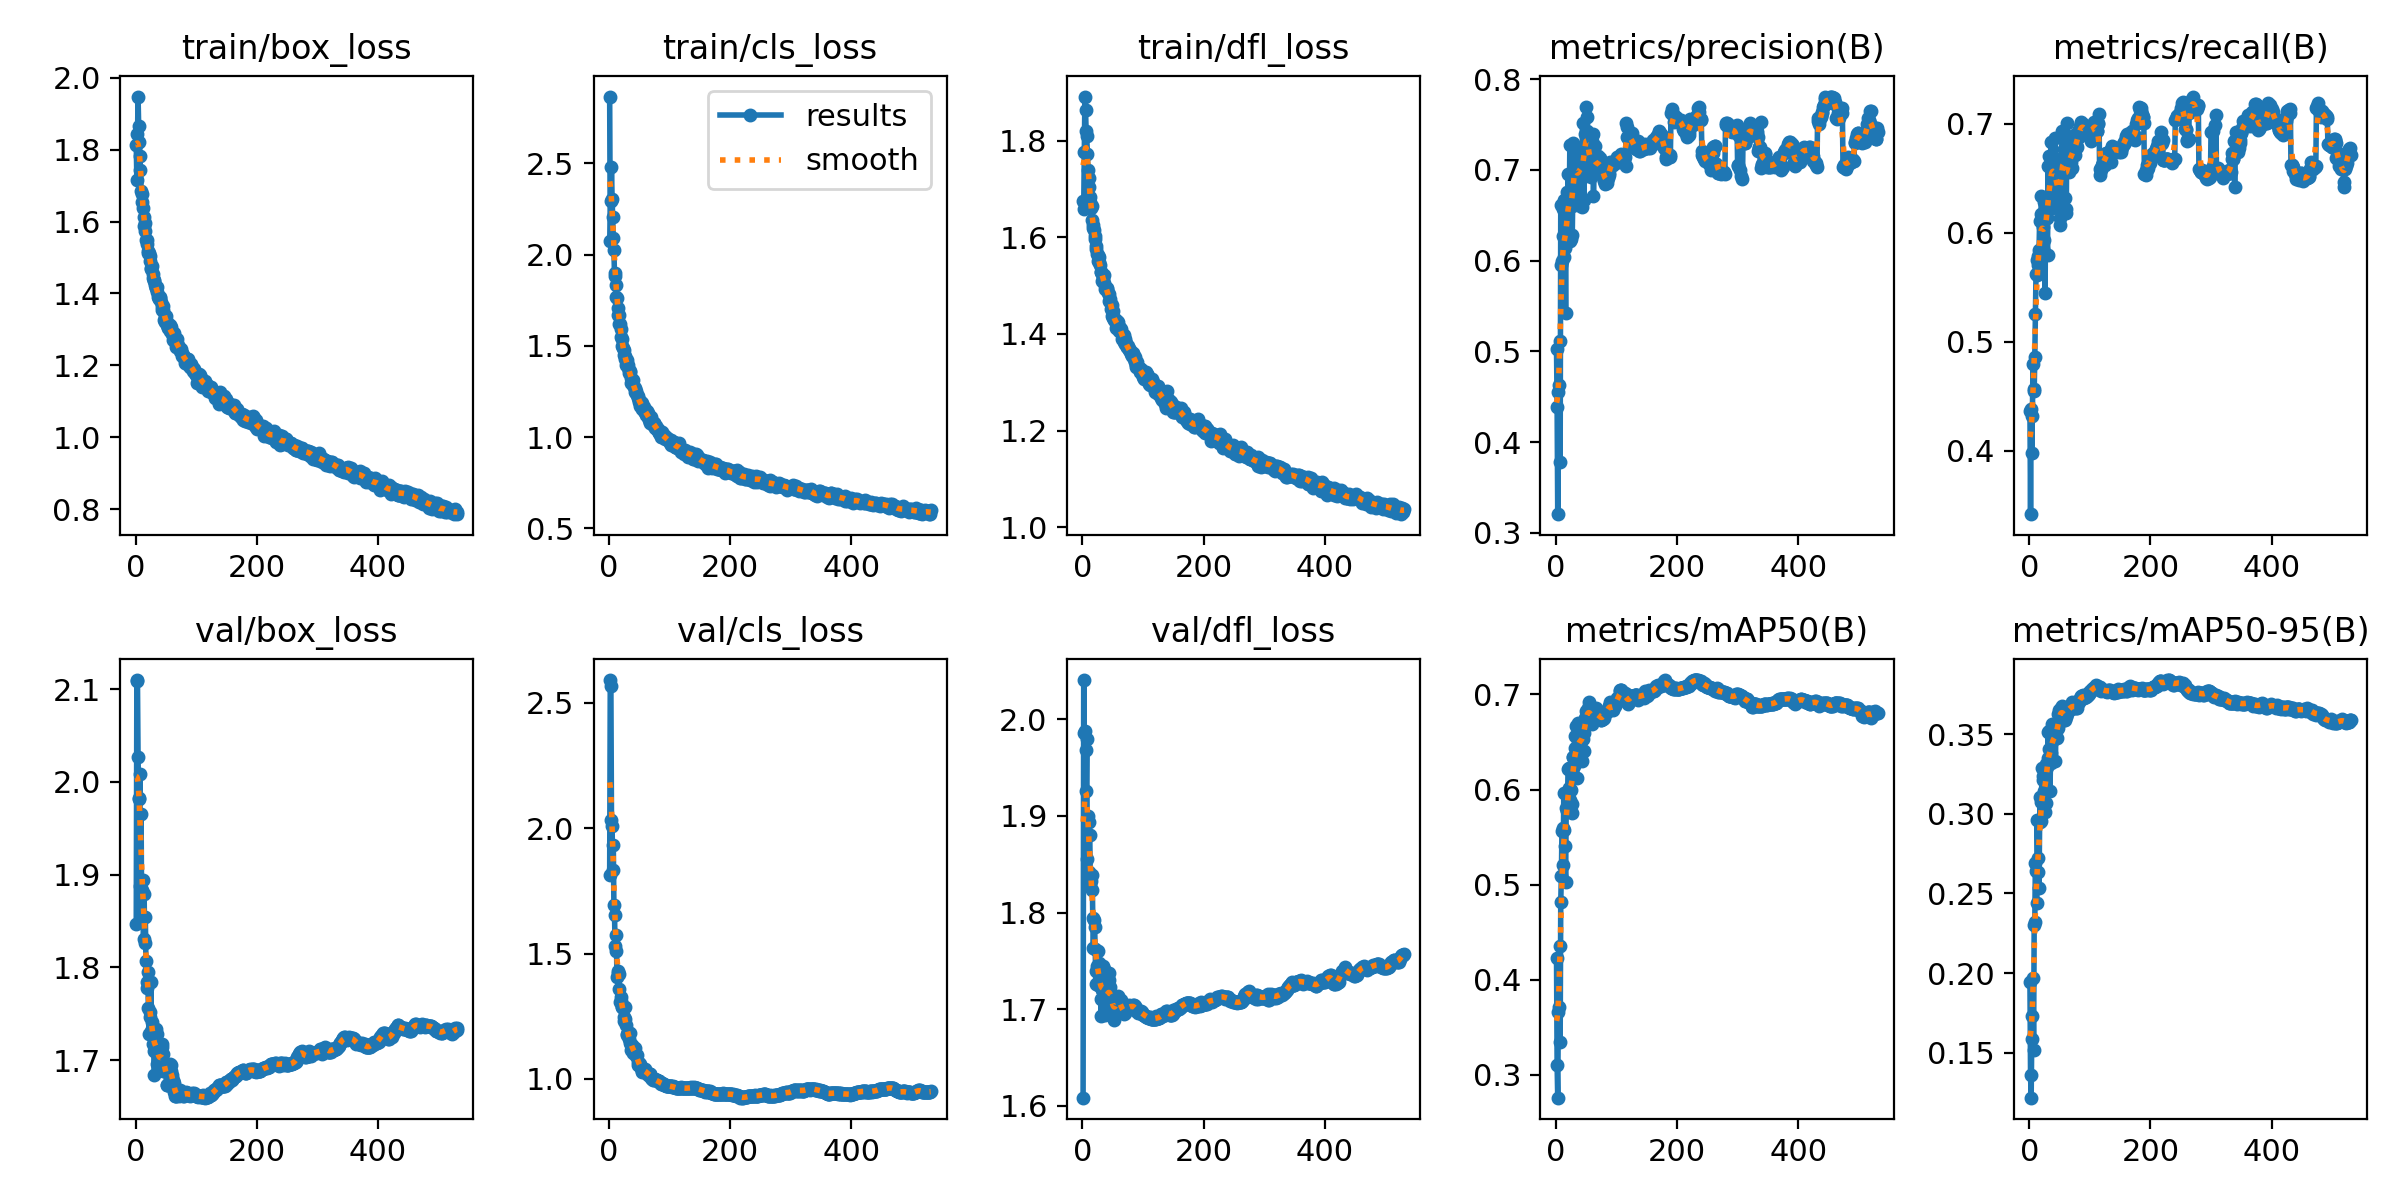 train/box_loss
train/cls_loss
train/dfl_loss
metrics/precision(B)
metrics/recall(B)
2.0
1.8
1.6
1.4
1.2
1.0
0.8
0 200 400
results
smooth
2.5
2.0
1.5
1.0
0.5
0 200 400
1.8
1.6
1.4
1.2
1.0
0 200 400
0.8
0.7
0.6
0.5
0.4
0.3
0 200 400
0.7
0.6
0.5
0.4
0 200 400
val/box_loss
val/cls_loss
val/dfl_loss
metrics/mAP50(B)
metrics/mAP50-95(B)
2.1
2.0
1.9
1.8
1.7
0 200 400
2.5
2.0
1.5
1.0
0 200 400
2.0
1.9
1.8
1.7
1.6
0 200 400
0.7
0.6
0.5
0.4
0.3
0 200 400
0.35
0.30
0.25
0.20
0.15
0 200 400